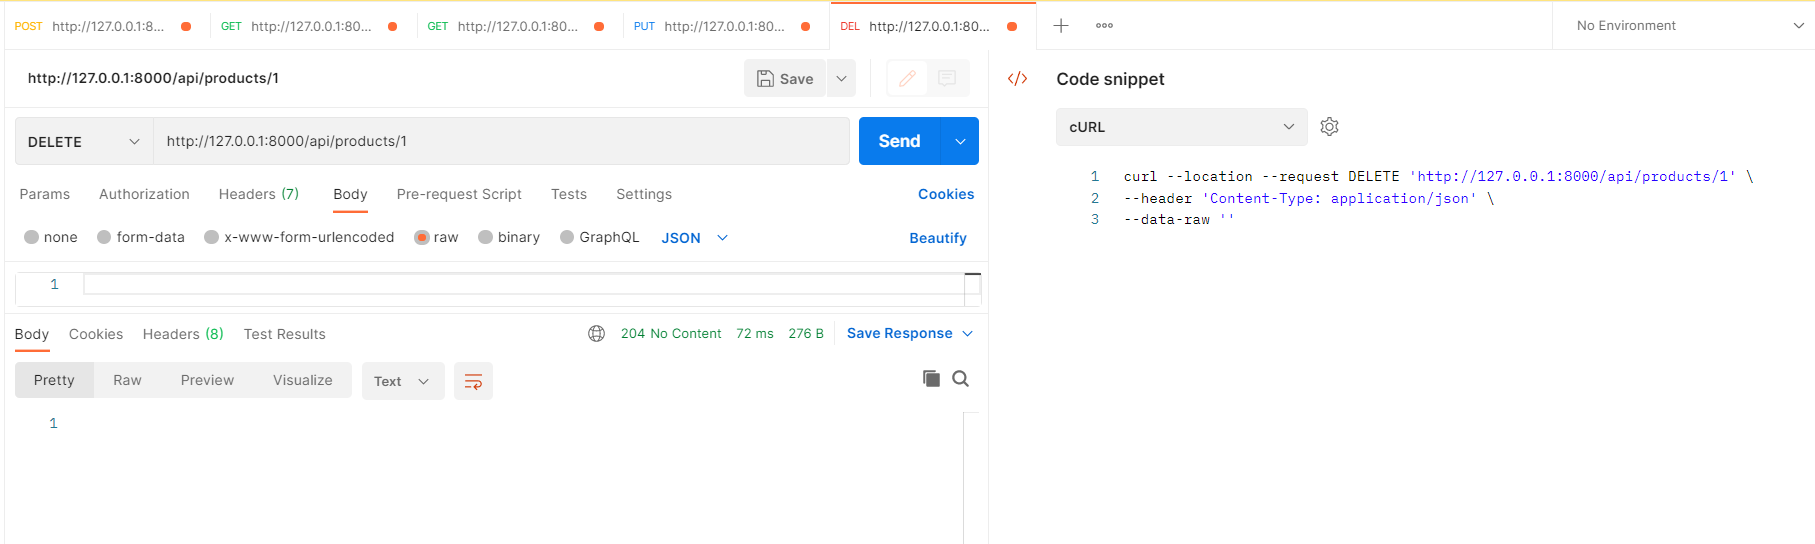 POST http://127.0.0.1:8... GET http://127.0.0.1:80... GET http://127.0.0.1:80... PUT http://127.0.0.1:80... DEL http://127.0.0.1:80... No Environment
http://127.0.0.1:8000/api/products/1 Save
DELETE http://127.0.0.1:8000/api/products/1 Send
Params Authorization Headers (7) Body Pre-request Script Tests Settings Cookies
none form-data x-www-form-urlencoded raw binary GraphQL JSON Beautify
1
Body Cookies Headers (8) Test Results 204 No Content 72 ms 276 B Save Response
Pretty Raw Preview Visualize Text
1
</> Code snippet
cURL
1 curl --location --request DELETE 'http://127.0.0.1:8000/api/products/1' \
2 --header 'Content-Type: application/json' \
3 --data-raw ''